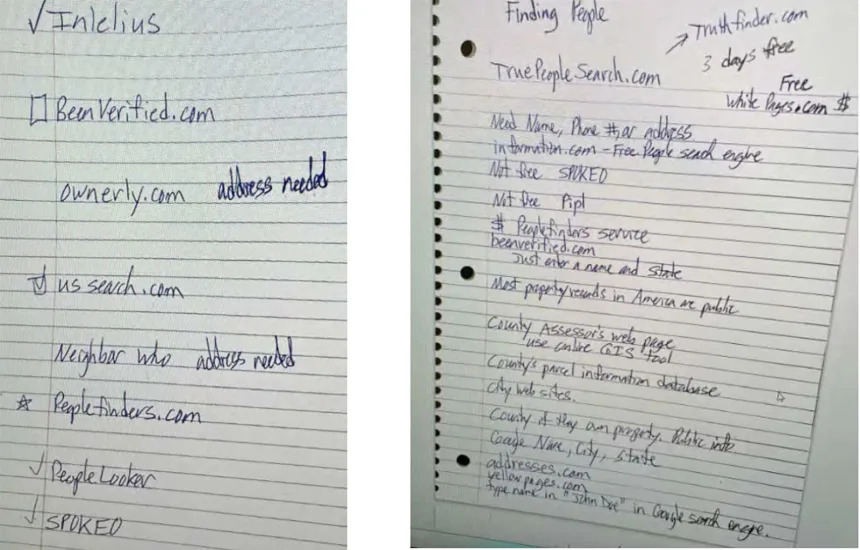 Inlelius
BeenVerified.com
ownerly.com address needed
us search.com
Neighbar who address needed
Peoplefinders.com
PeopleLooker
SPOKEO
Finding People
Truthfinder.com
3 days free
TruePeopleSearch.com
Free
White Pages.com $
Need Name, Phone #, or address
information.com - Free People search engine
Not free SPOKEO
Not free Pipl
$ Peoplefinders service
beenverified.com
Just enter a name and state
Most property records in America are public
County Assessor's web page
use online GIS tool
County's parcel information database
City web sites.
County if they own property. Public info
Google Name, City, State
addresses.com
yellowpages.com
type name in "John Doe" in Google search engine.